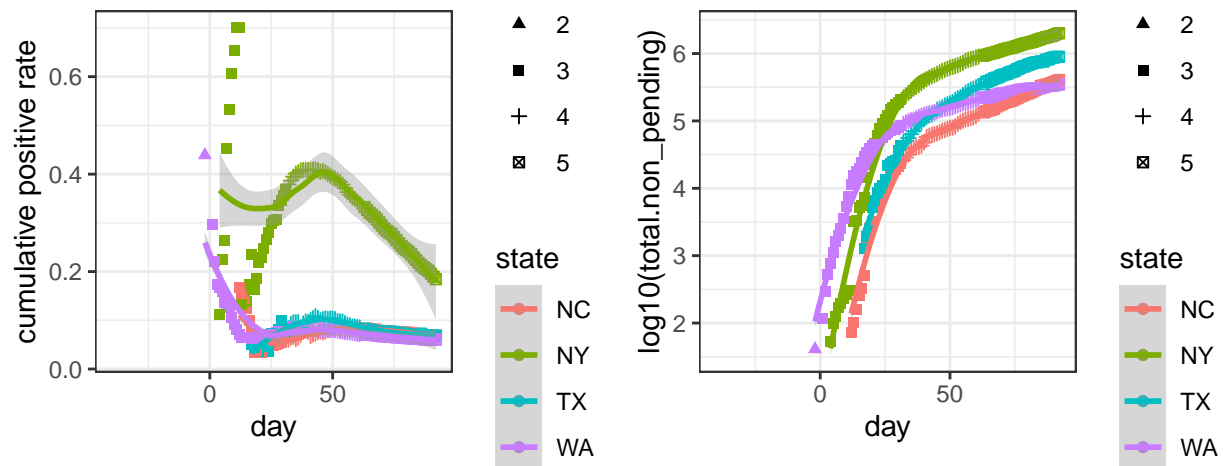 cumulative positive rate
0.6
0.4
0.2
0.0
0
50
day
2
3
4
5
state
NC
NY
TX
WA
log10(total.non_pending)
6
5
4
3
2
0
50
day
2
3
4
5
state
NC
NY
TX
WA